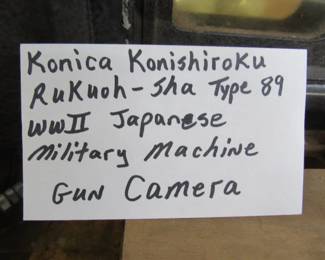 Konica Konishiroku
Rukuoh-Sha Type 89
WWII Japanese
Military Machine
Gun Camera